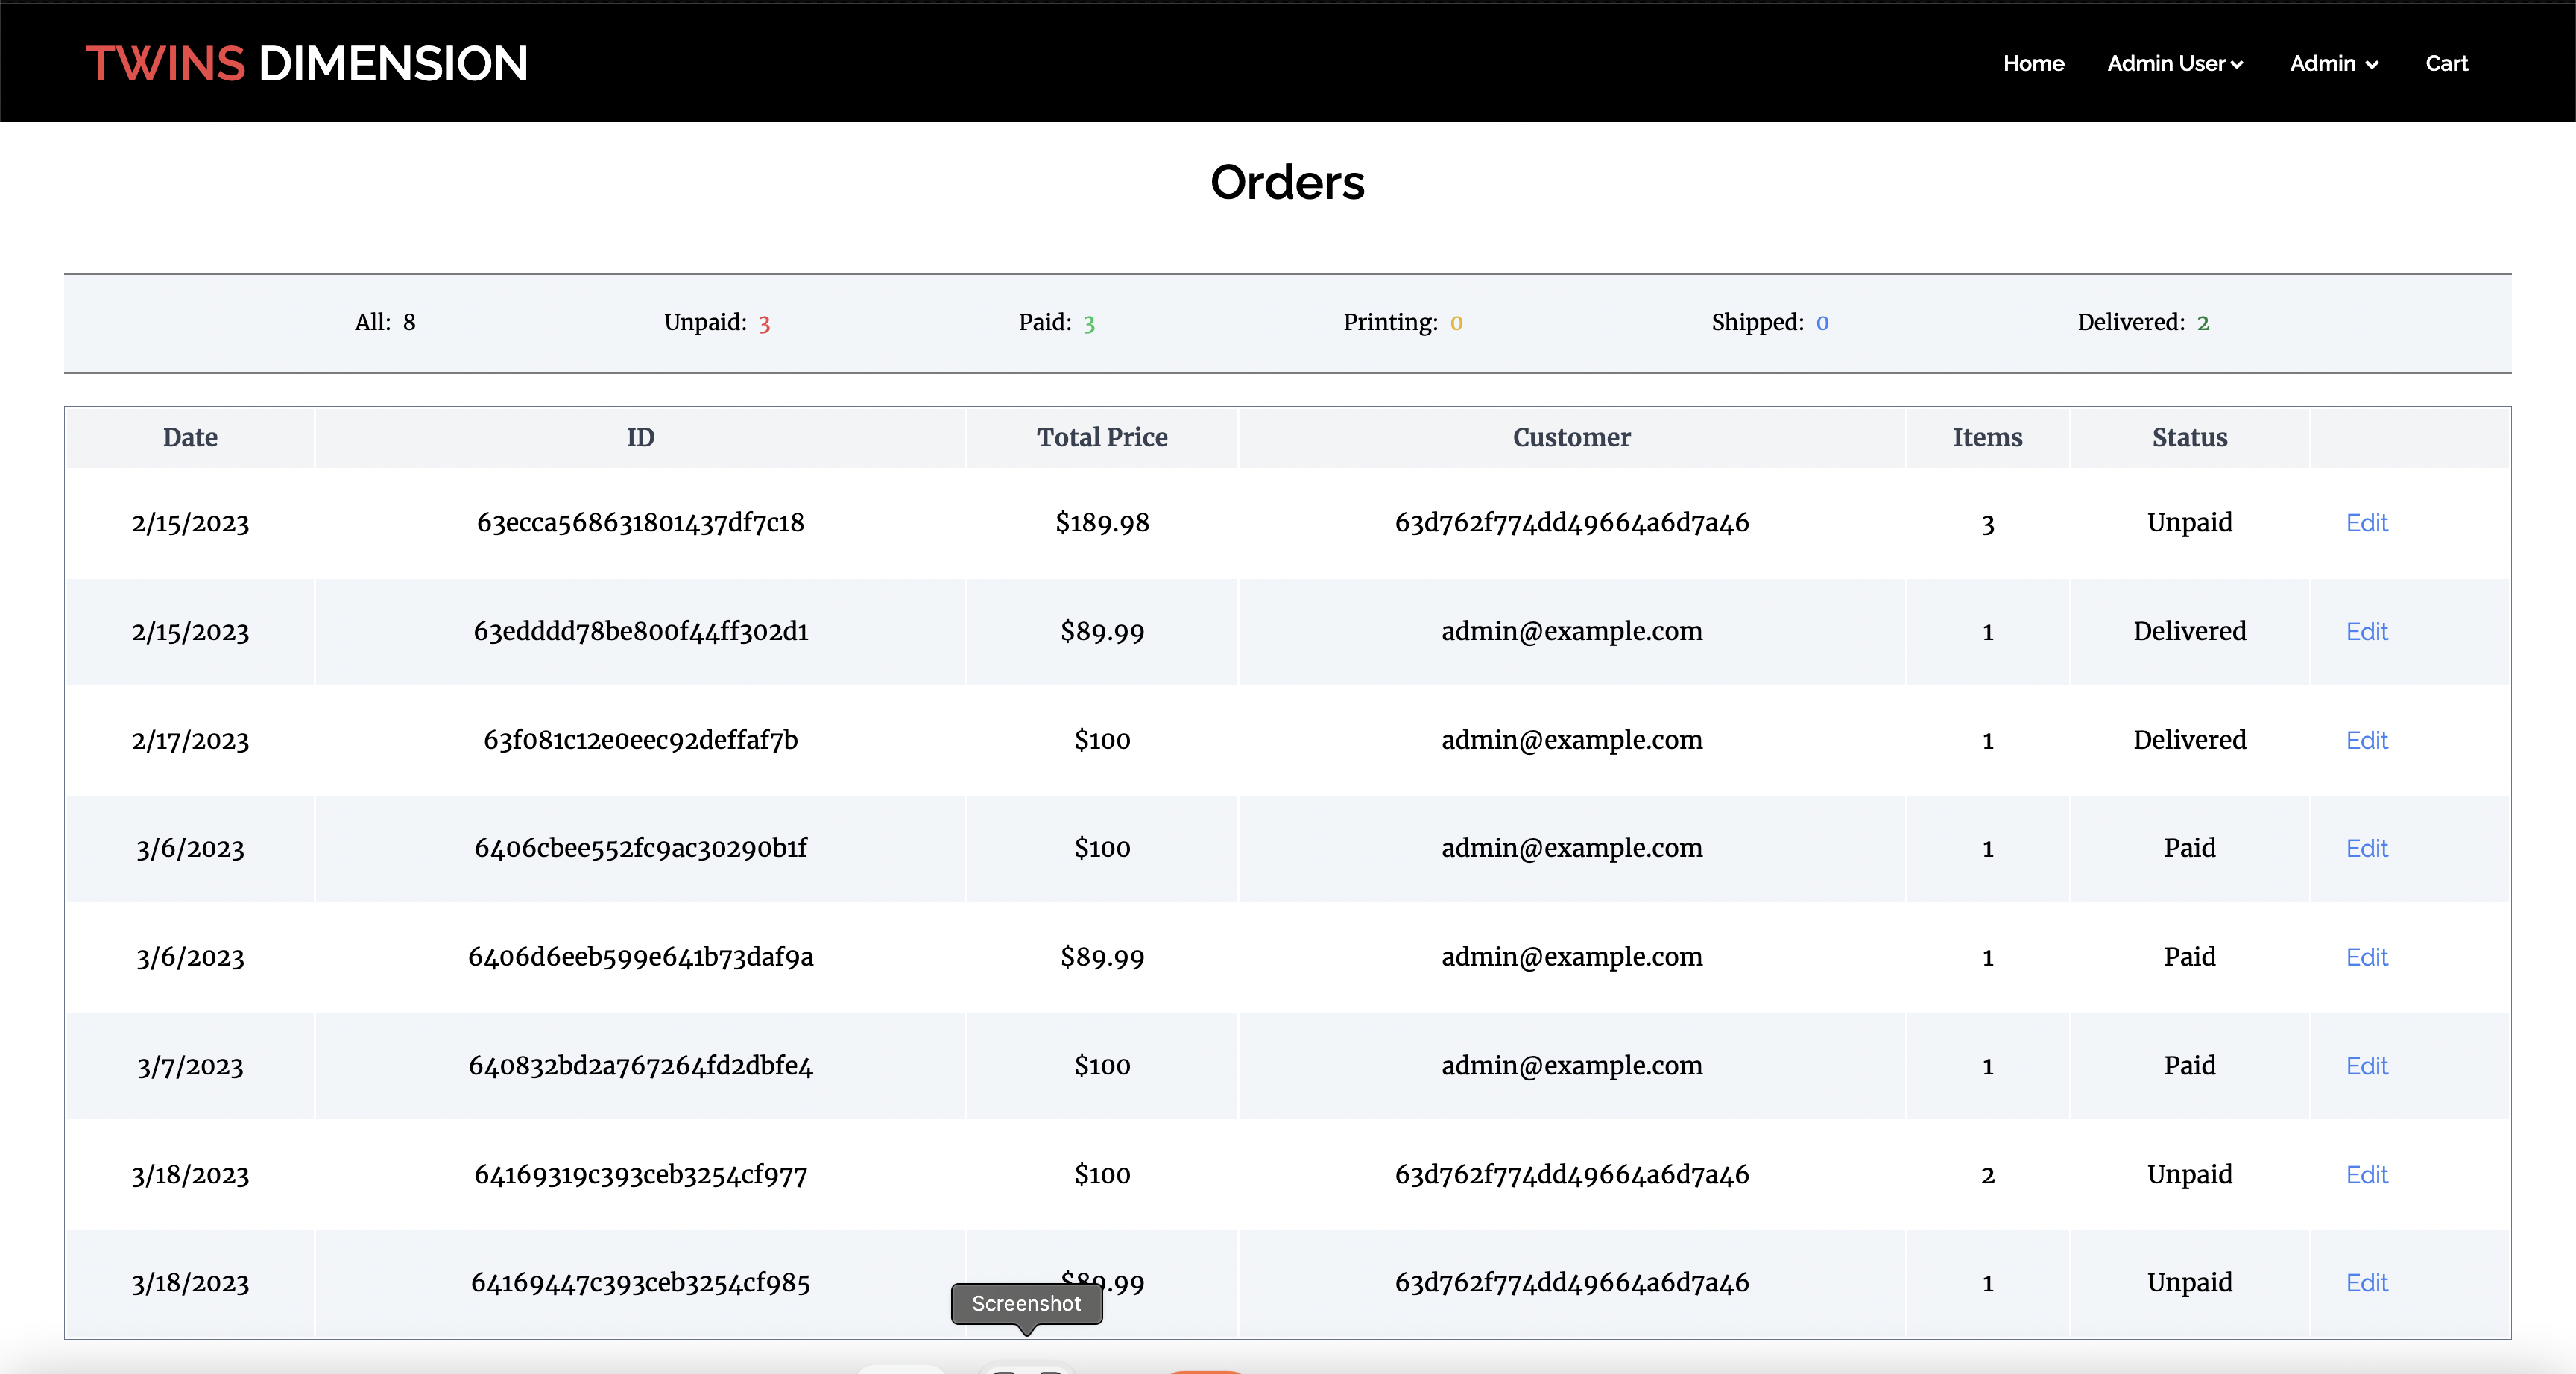 TWINS DIMENSION Home Admin User Admin Cart
Orders
All: 8 Unpaid: 3 Paid: 3 Printing: 0 Shipped: 0 Delivered: 2
Date ID Total Price Customer Items Status
2/15/2023 63ecca568631801437df7c18 $189.98 63d762f774dd49664a6d7a46 3 Unpaid Edit
2/15/2023 63edddd78be800f44ff302d1 $89.99 admin@example.com 1 Delivered Edit
2/17/2023 63f081c12e0eec92deffaf7b $100 admin@example.com 1 Delivered Edit
3/6/2023 6406cbee552fc9ac30290b1f $100 admin@example.com 1 Paid Edit
3/6/2023 6406d6eeb599e641b73daf9a $89.99 admin@example.com 1 Paid Edit
3/7/2023 640832bd2a767264fd2dbfe4 $100 admin@example.com 1 Paid Edit
3/18/2023 64169319c393ceb3254cf977 $100 63d762f774dd49664a6d7a46 2 Unpaid Edit
3/18/2023 64169447c393ceb3254cf985 $89.99 63d762f774dd49664a6d7a46 1 Unpaid Edit
Screenshot